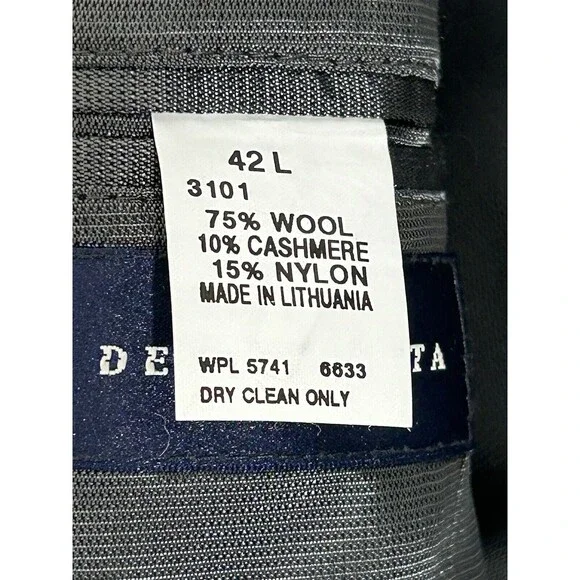 42 L
3101
75% WOOL
10% CASHMERE
15% NYLON
MADE IN LITHUANIA
WPL 5741 6633
DRY CLEAN ONLY